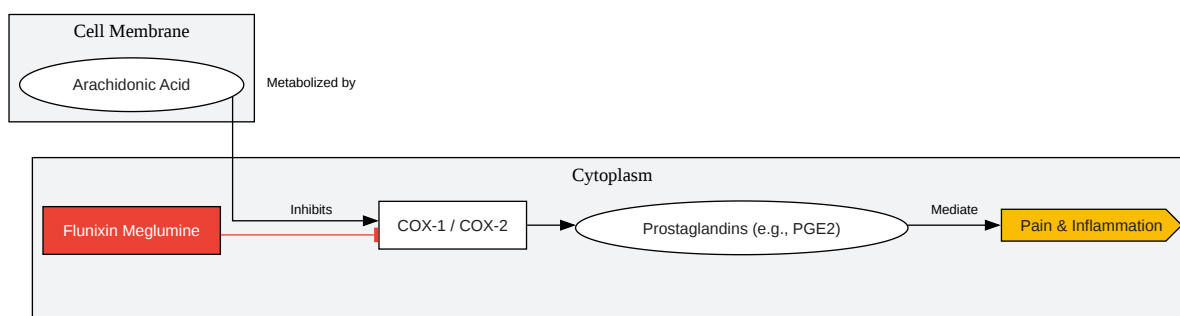 Cell Membrane
Arachidonic Acid
Metabolized by
Cytoplasm
Flunixin Meglumine
Inhibits
COX-1 / COX-2
Prostaglandins (e.g., PGE2)
Mediate
Pain & Inflammation